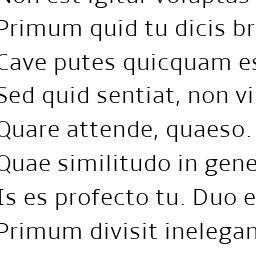 Non est igitur voluptas
Primum quid tu dicis br
Cave putes quicquam es
Sed quid sentiat, non vi
Quare attende, quaeso.
Quae similitudo in gene
Is es profecto tu. Duo e
Primum divisit inelegan